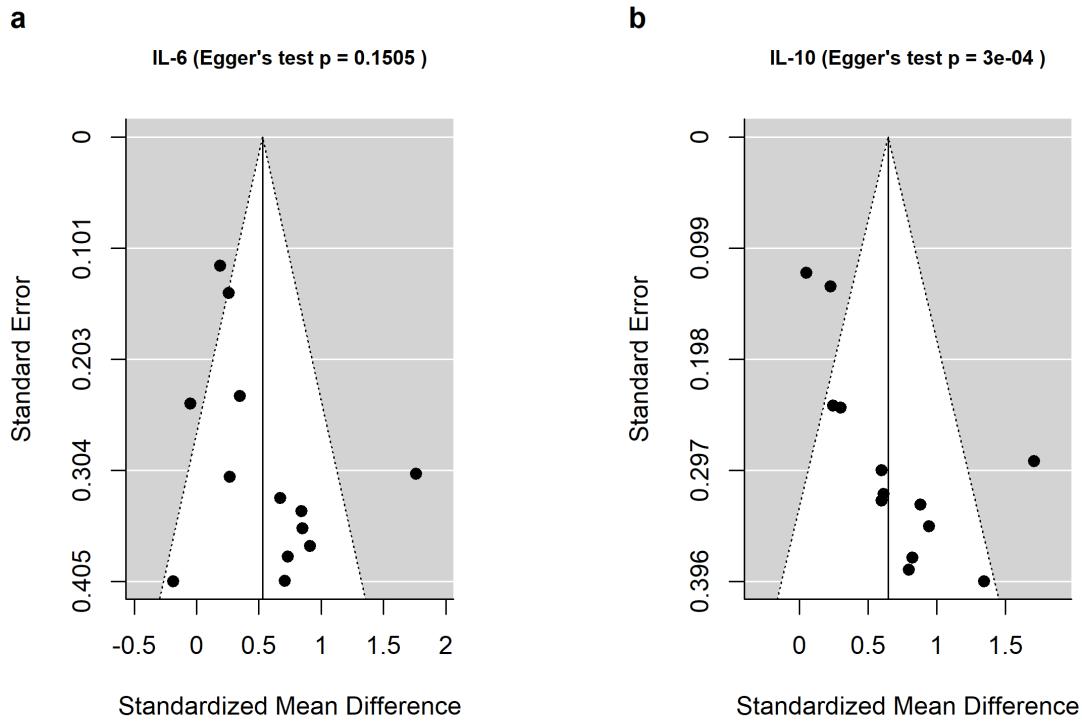 a
IL-6 (Egger's test p = 0.1505 )
Standard Error
0
0.101
0.203
0.304
0.405
-0.5 0 0.5 1 1.5 2
Standardized Mean Difference
b
IL-10 (Egger's test p = 3e-04 )
Standard Error
0
0.099
0.198
0.297
0.396
0 0.5 1 1.5
Standardized Mean Difference